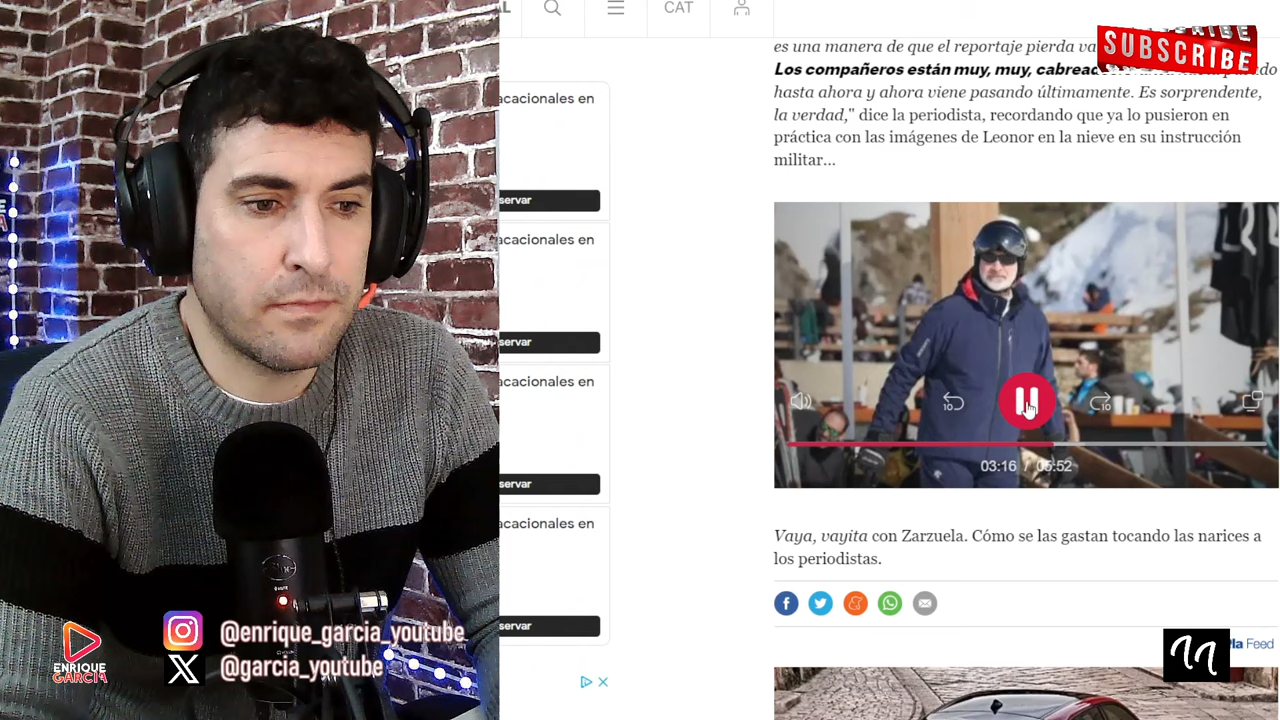 CAT
SUBSCRIBE
es una manera de que el reportaje pierda
Los compañeros están muy, muy,
hasta ahora y ahora viene pasando últimamente. Es sorprendente,
la verdad," dice la periodista, recordando que ya lo pusieron en
práctica con las imágenes de Leonor en la nieve en su instrucción
militar...
acacionales en
servar
acacionales en
servar
acacionales en
servar
acacionales en
servar
10
10
03:16 / 05:52
Vaya, vayita con Zarzuela. Cómo se las gastan tocando las narices a
los periodistas.
Feed
ENRIQUE
GARCIA
@enrique_garcia_youtube
@garcia_youtube